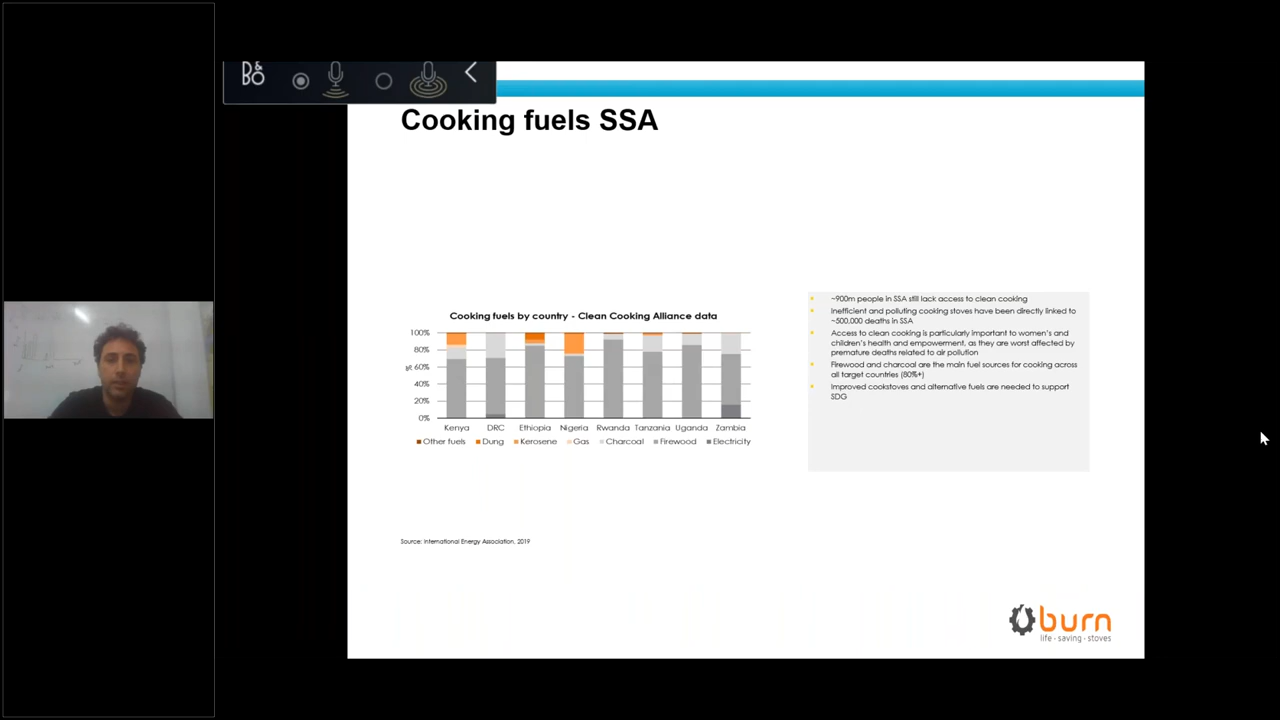 B&BO
Cooking fuels SSA
Cooking fuels by country - Clean Cooking Alliance data
100%
80%
60%
40%
20%
0%
Kenya DRC Ethiopia Nigeria Rwanda Tanzania Uganda Zambia
Other fuels Dung Kerosene Gas Charcoal Firewood Electricity
~900m people in SSA still lack access to clean cooking
Inefficient and polluting cooking stoves have been directly linked to
~500,000 deaths in SSA
Access to clean cooking is particularly important to women's and
children's health and empowerment, as they are worst affected by
premature deaths related to air pollution
Firewood and charcoal are the main fuel sources for cooking across
all target countries (80%+)
Improved cookstoves and alternative fuels are needed to support
SDG
Source: International Energy Association, 2019
burn
life - saving - stoves